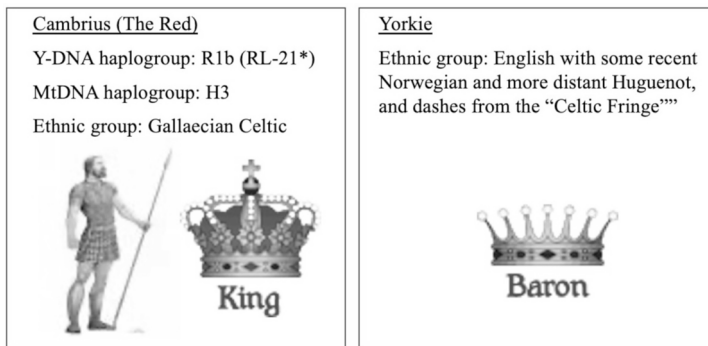 Cambrius (The Red)
Y-DNA haplogroup: R1b (RL-21*)
MtDNA haplogroup: H3
Ethnic group: Gallaecian Celtic
King
Yorkie
Ethnic group: English with some recent
Norwegian and more distant Huguenot,
and dashes from the “Celtic Fringe””
Baron